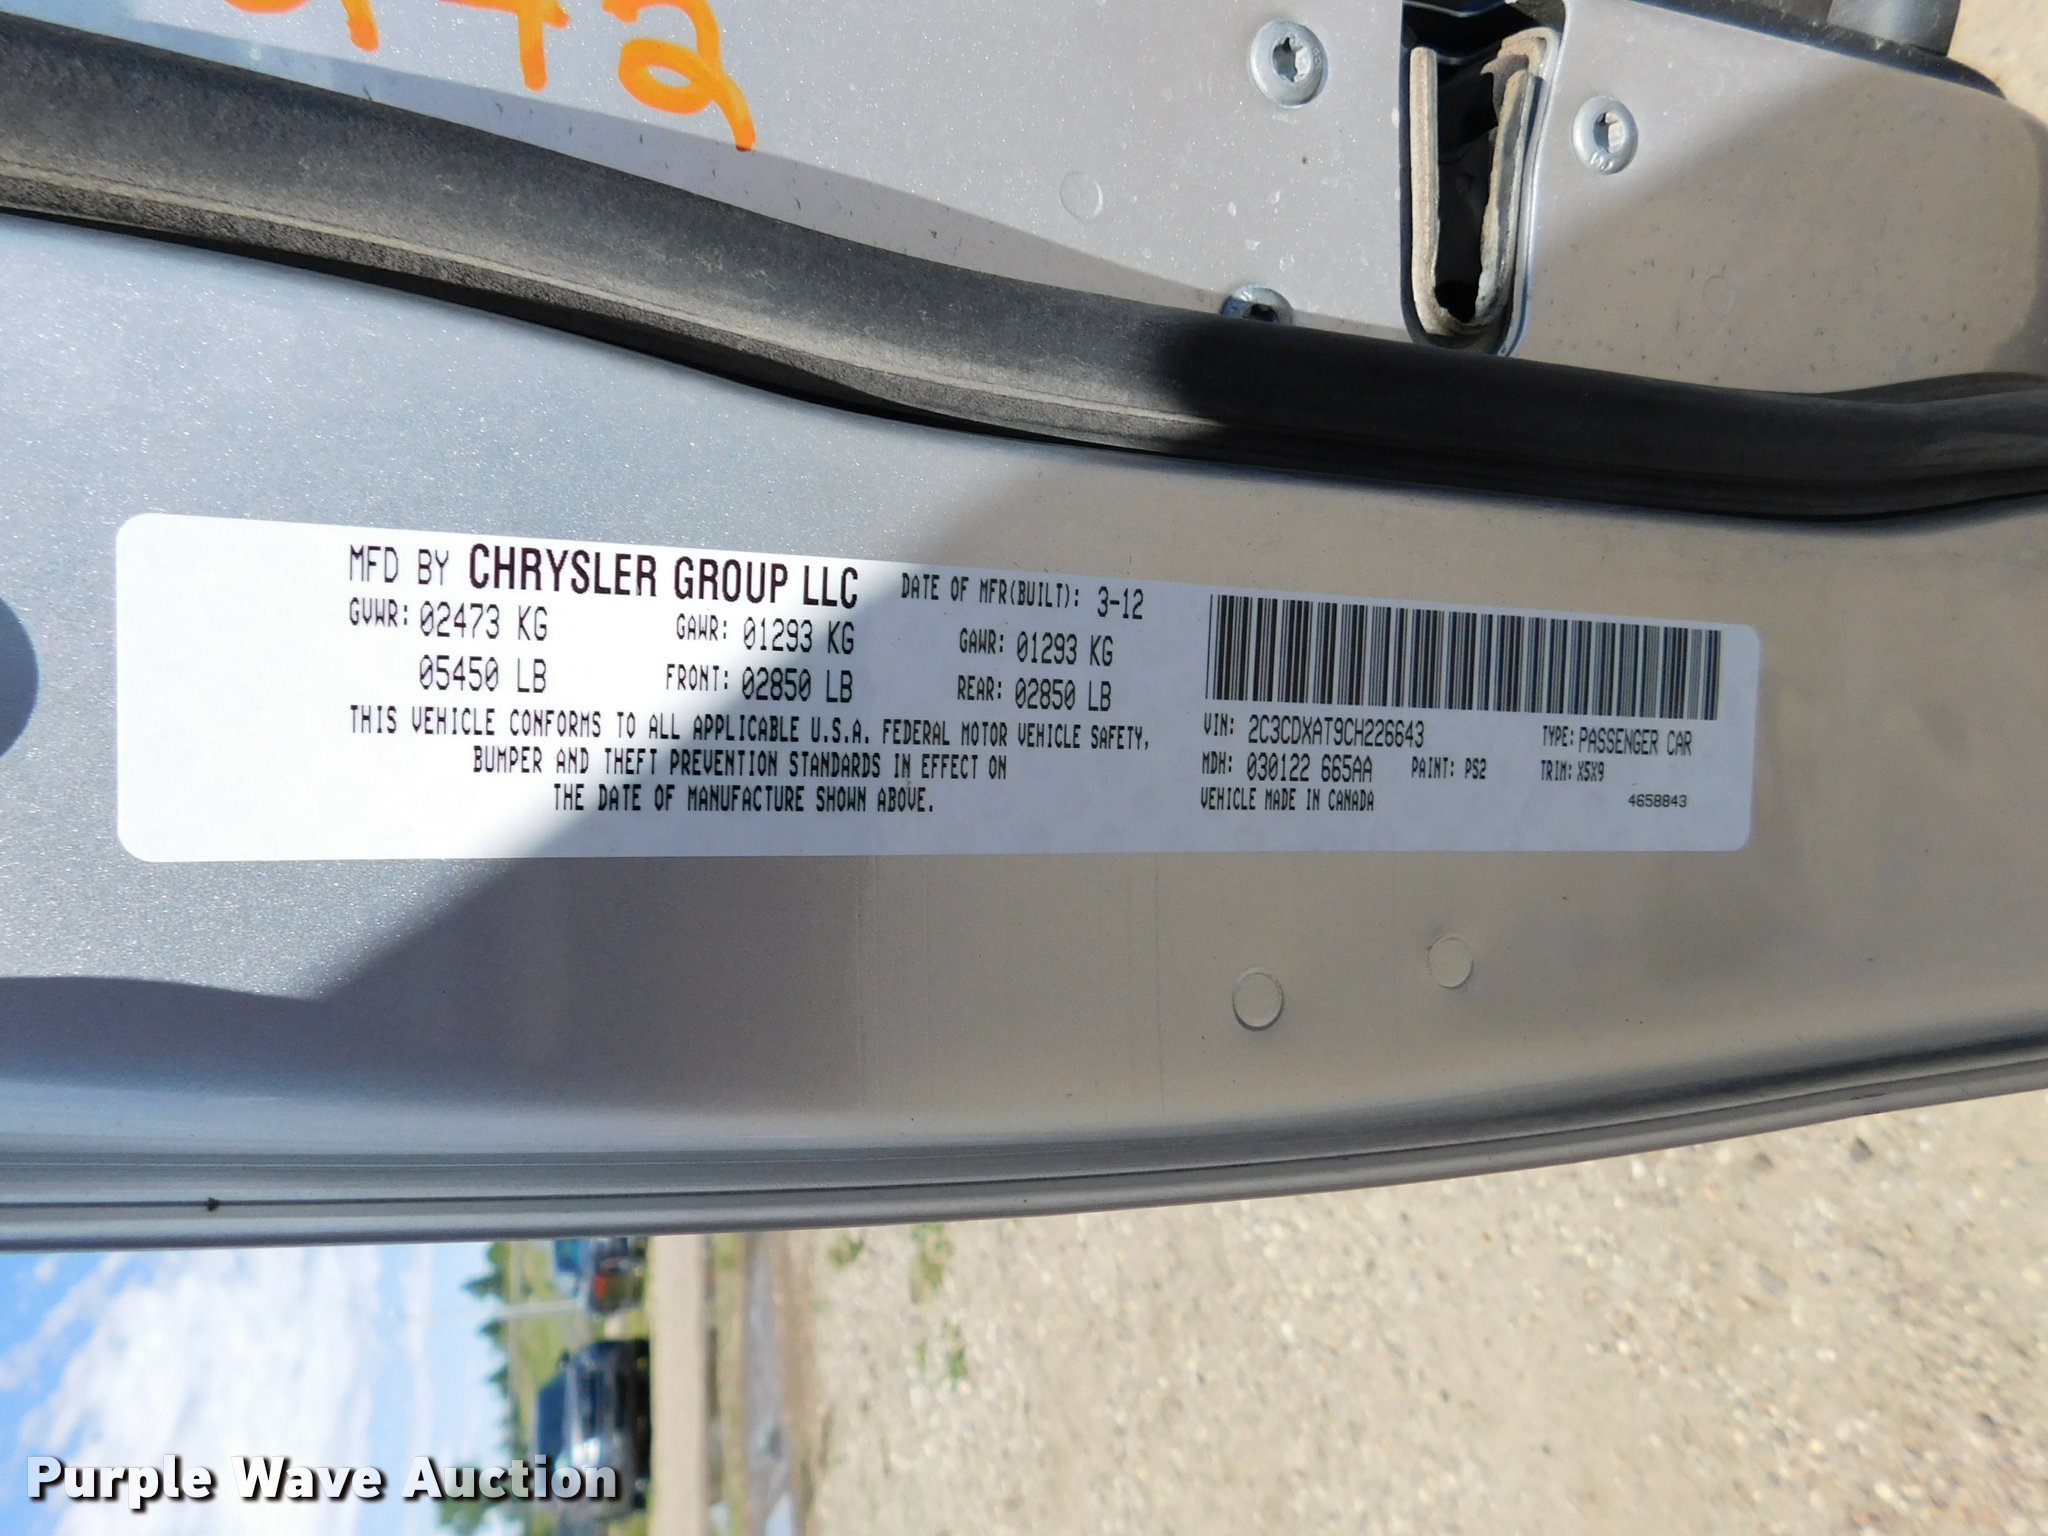 42
MFD BY CHRYSLER GROUP LLC DATE OF MFR(BUILT): 3-12
GVWR: 02473 KG GAWR: 01293 KG GAWR: 01293 KG
05450 LB FRONT: 02850 LB REAR: 02850 LB
THIS VEHICLE CONFORMS TO ALL APPLICABLE U.S.A. FEDERAL MOTOR VEHICLE SAFETY,
BUMPER AND THEFT PREVENTION STANDARDS IN EFFECT ON
THE DATE OF MANUFACTURE SHOWN ABOVE.
VIN: 2C3CDXAT9CH226643 TYPE: PASSENGER CAR
MDH: 030122 665AA PAINT: PS2 TRIM: X5X9
VEHICLE MADE IN CANADA 4658843
Purple Wave Auction